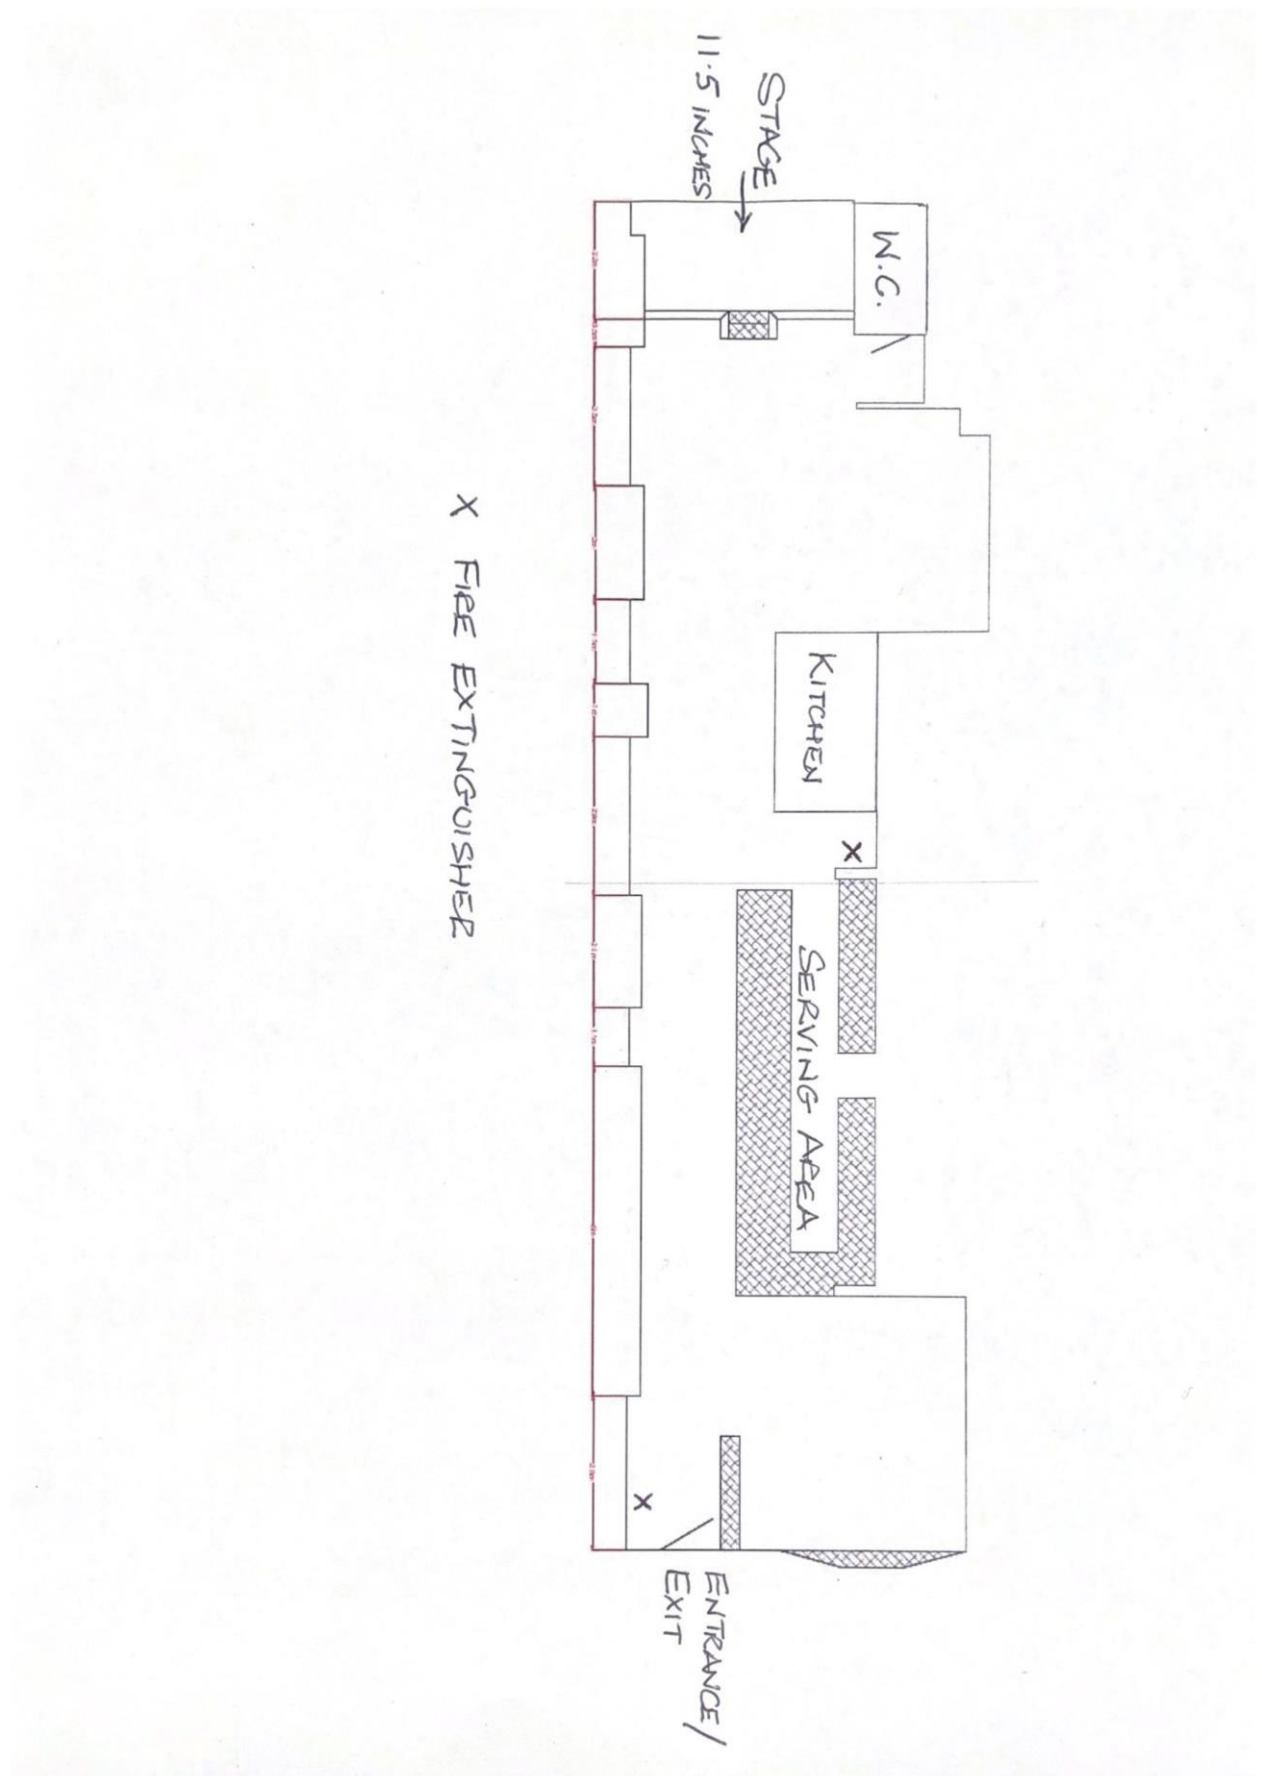 STAGE
11.5 INCHES
W.C.
KITCHEN
SERVING AREA
ENTRANCE/
EXIT
X
X
X FIRE EXTINGUISHER